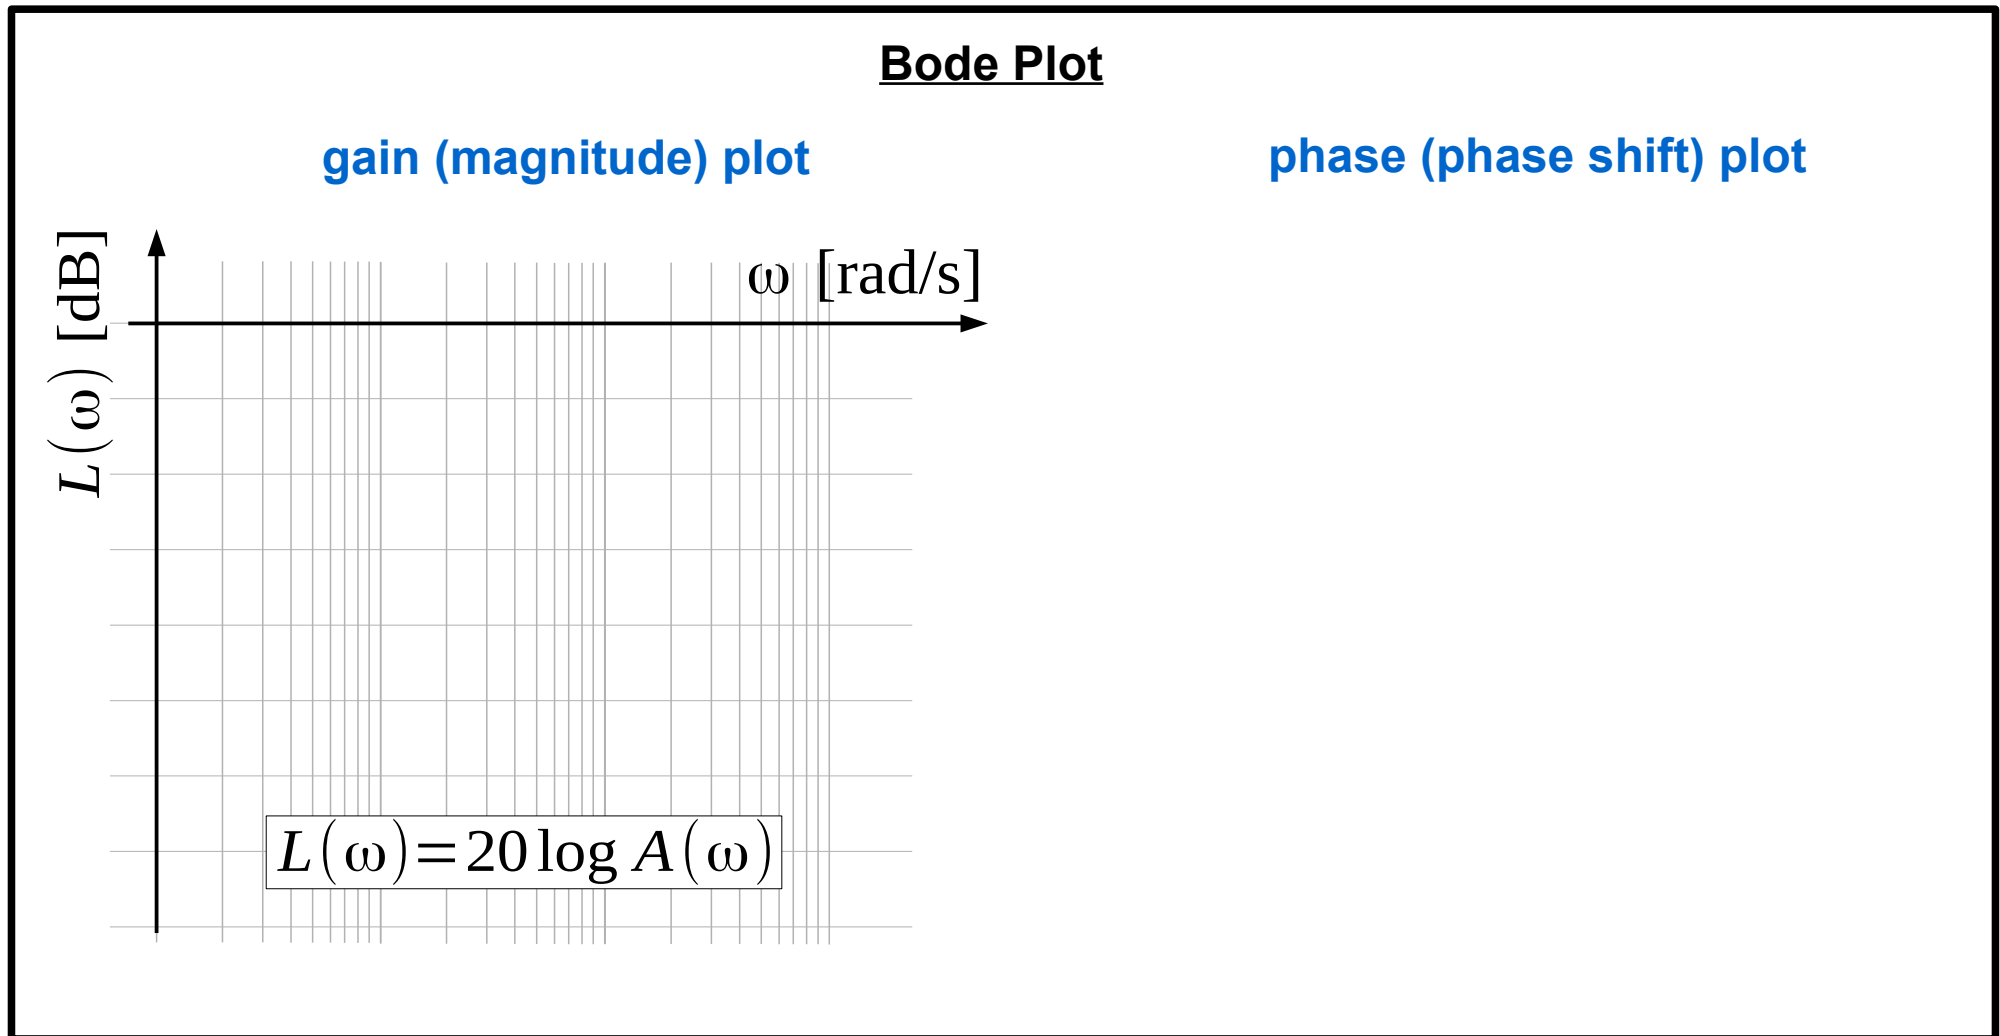 Bode Plot
gain (magnitude) plot
phase (phase shift) plot
L(ω) [dB]
ω [rad/s]
L(ω)=20 log A(ω)